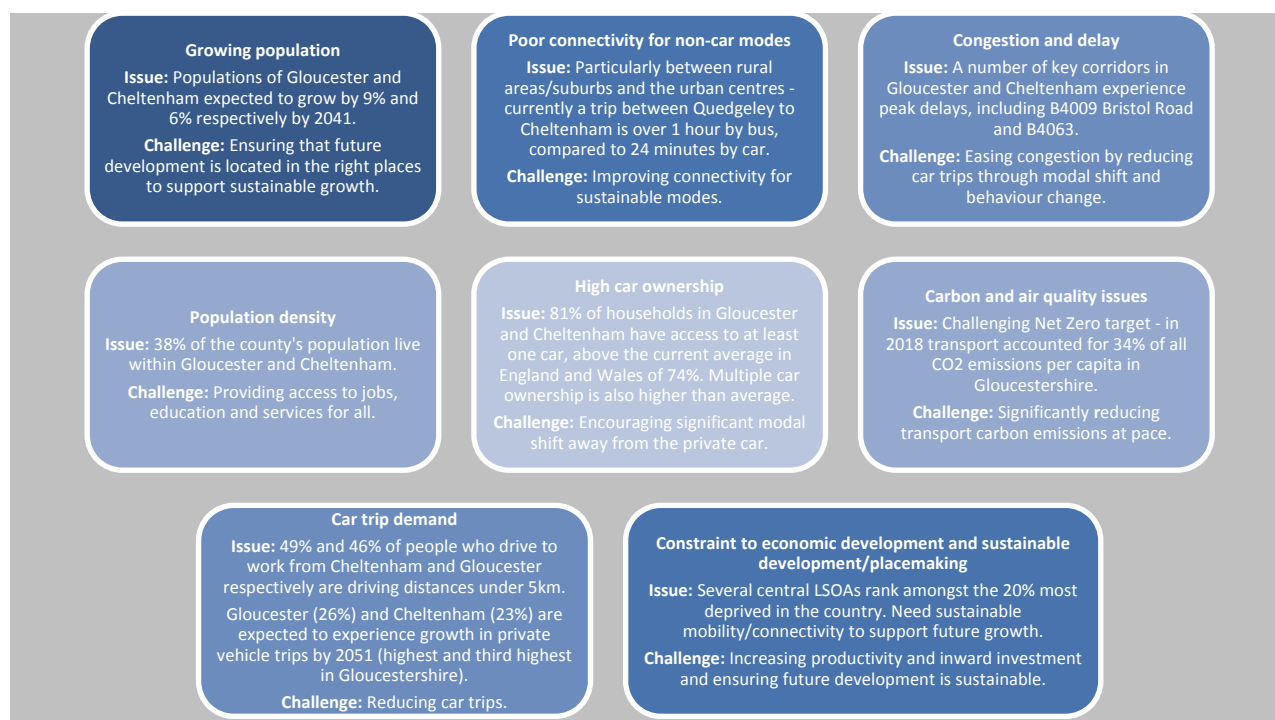 Growing population
Issue: Populations of Gloucester and
Cheltenham expected to grow by 9% and
6% respectively by 2041.
Challenge: Ensuring that future
development is located in the right places
to support sustainable growth.
Poor connectivity for non-car modes
Issue: Particularly between rural
areas/suburbs and the urban centres -
currently a trip between Quedgeley to
Cheltenham is over 1 hour by bus,
compared to 24 minutes by car.
Challenge: Improving connectivity for
sustainable modes.
Congestion and delay
Issue: A number of key corridors in
Gloucester and Cheltenham experience
peak delays, including B4009 Bristol Road
and B4063.
Challenge: Easing congestion by reducing
car trips through modal shift and
behaviour change.
Population density
Issue: 38% of the county's population live
within Gloucester and Cheltenham.
Challenge: Providing access to jobs,
education and services for all.
High car ownership
Issue: 81% of households in Gloucester
and Cheltenham have access to at least
one car, above the current average in
England and Wales of 74%. Multiple car
ownership is also higher than average.
Challenge: Encouraging significant modal
shift away from the private car.
Carbon and air quality issues
Issue: Challenging Net Zero target - in
2018 transport accounted for 34% of all
CO2 emissions per capita in
Gloucestershire.
Challenge: Significantly reducing
transport carbon emissions at pace.
Car trip demand
Issue: 49% and 46% of people who drive to
work from Cheltenham and Gloucester
respectively are driving distances under 5km.
Gloucester (26%) and Cheltenham (23%) are
expected to experience growth in private
vehicle trips by 2051 (highest and third highest
in Gloucestershire).
Challenge: Reducing car trips.
Constraint to economic development and sustainable
development/placemaking
Issue: Several central LSOAs rank amongst the 20% most
deprived in the country. Need sustainable
mobility/connectivity to support future growth.
Challenge: Increasing productivity and inward investment
and ensuring future development is sustainable.